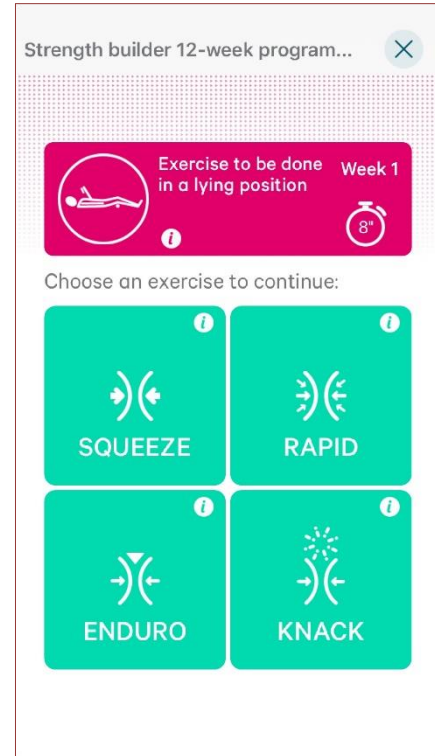 Strength builder 12-week program...
Exercise to be done
in a lying position
Week 1
8"
i
Choose an exercise to continue:
i
SQUEEZE
i
RAPID
i
ENDURO
i
KNACK